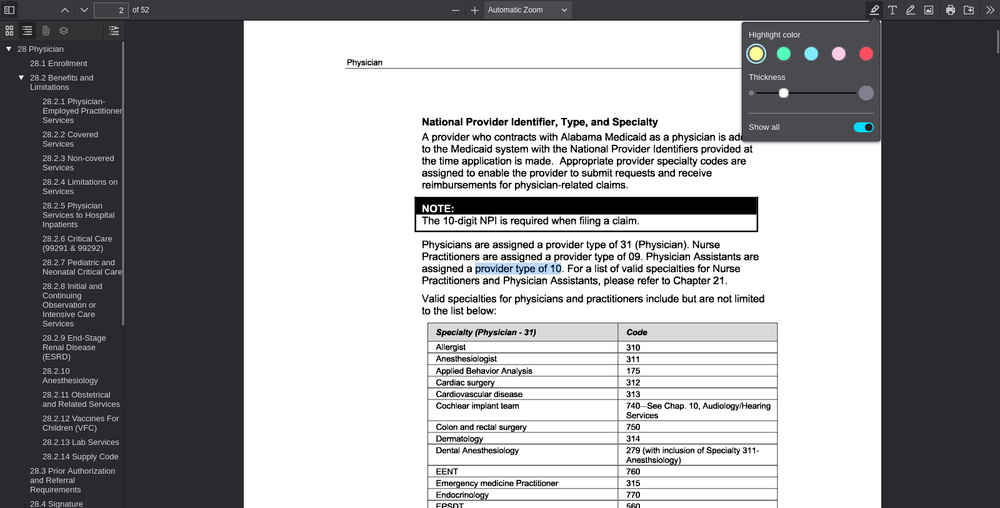 2 of 52
Automatic Zoom
28 Physician
28.1 Enrollment
28.2 Benefits and
Limitations
28.2.1 Physician-
Employed Practitioner
Services
28.2.2 Covered
Services
28.2.3 Non-covered
Services
28.2.4 Limitations on
Services
28.2.5 Physician
Services to Hospital
Inpatients
28.2.6 Critical Care
(99291 & 99292)
28.2.7 Pediatric and
Neonatal Critical Care
28.2.8 Initial and
Continuing
Observation or
Intensive Care
Services
28.2.9 End-Stage
Renal Disease
(ESRD)
28.2.10
Anesthesiology
28.2.11 Obstetrical
and Related Services
28.2.12 Vaccines For
Children (VFC)
28.2.13 Lab Services
28.2.14 Supply Code
28.3 Prior Authorization
and Referral
Requirements
28.4 Signature
Physician
National Provider Identifier, Type, and Specialty
A provider who contracts with Alabama Medicaid as a physician is
to the Medicaid system with the National Provider Identifiers provided at
the time application is made. Appropriate provider specialty codes are
assigned to enable the provider to submit requests and receive
reimbursements for physician-related claims.
NOTE:
The 10-digit NPI is required when filing a claim.
Physicians are assigned a provider type of 31 (Physician). Nurse
Practitioners are assigned a provider type of 09. Physician Assistants are
assigned a provider type of 10. For a list of valid specialties for Nurse
Practitioners and Physician Assistants, please refer to Chapter 21.
Valid specialties for physicians and practitioners include but are not limited
to the list below:
Specialty (Physician - 31) Code
Allergist 310
Anesthesiologist 311
Applied Behavior Analysis 175
Cardiac surgery 312
Cardiovascular disease 313
Cochlear implant team 740—See Chap. 10, Audiology/Hearing
Services
Colon and rectal surgery 750
Dermatology 314
Dental Anesthesiology 279 (with inclusion of Specialty 311-
Anesthsiology)
EENT 760
Emergency medicine Practitioner 315
Endocrinology 770
EPSDT 560
Highlight color
Thickness
Show all